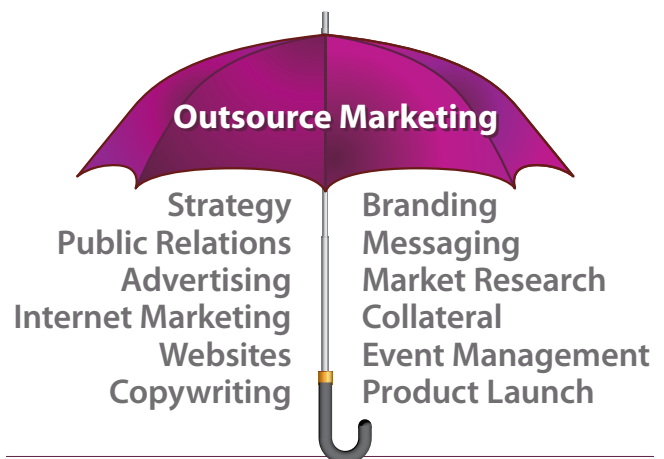 Outsource Marketing
Strategy
Public Relations
Advertising
Internet Marketing
Websites
Copywriting
Branding
Messaging
Market Research
Collateral
Event Management
Product Launch